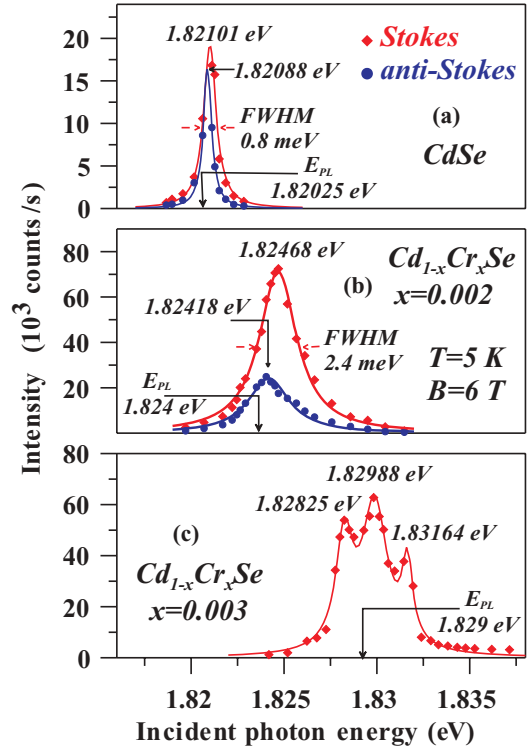 1.82101 eV
Stokes
1.82088 eV
anti-Stokes
(a)
FWHM
0.8 meV
CdSe
E_PL
1.82025 eV
20
15
10
5
0
1.82468 eV
Cd1-xCrxSe
(b)
x=0.002
1.82418 eV
FWHM
2.4 meV
T=5 K
B=6 T
E_PL
1.824 eV
80
60
40
20
Intensity (10³ counts/s)
1.82988 eV
1.82825 eV
1.83164 eV
(c)
Cd1-xCrxSe
x=0.003
E_PL
1.829 eV
80
60
40
20
0
1.82
1.825
1.83
1.835
Incident photon energy (eV)